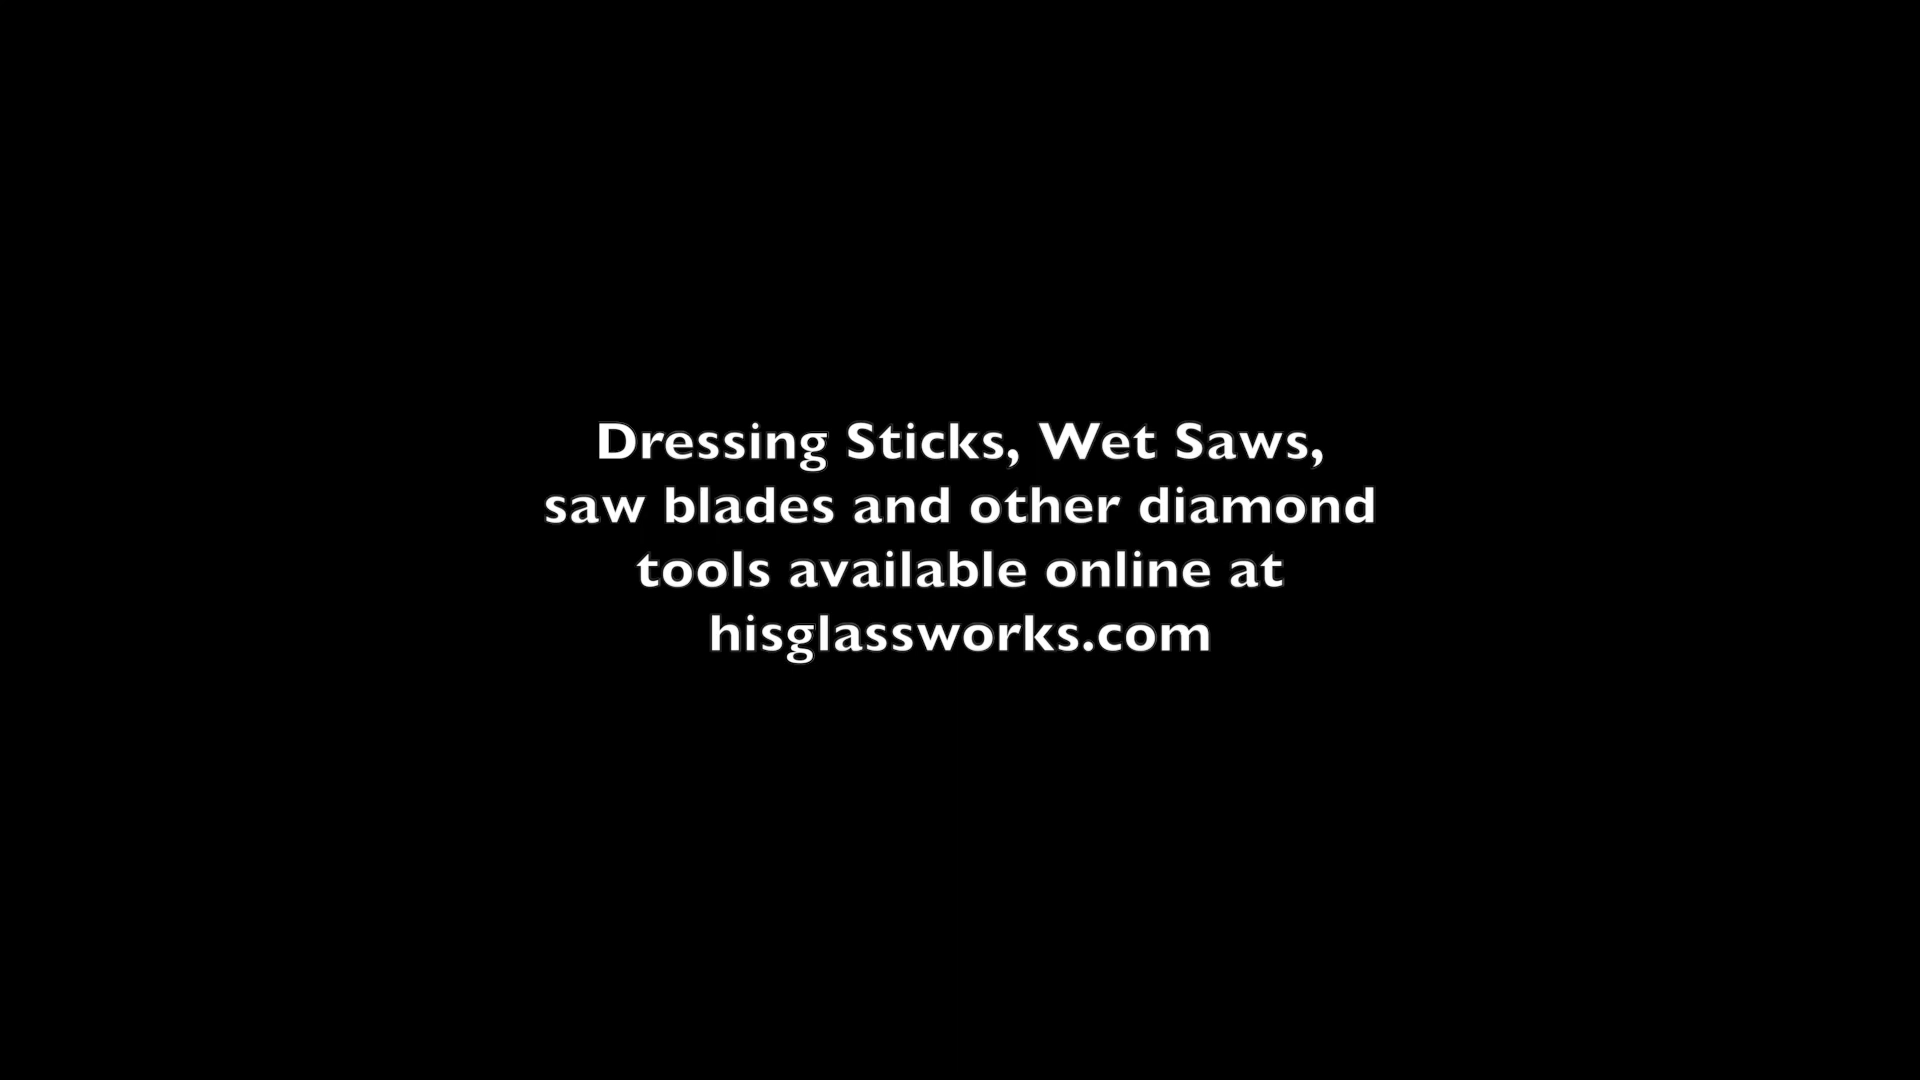 Dressing Sticks, Wet Saws,
saw blades and other diamond
tools available online at
hisglassworks.com